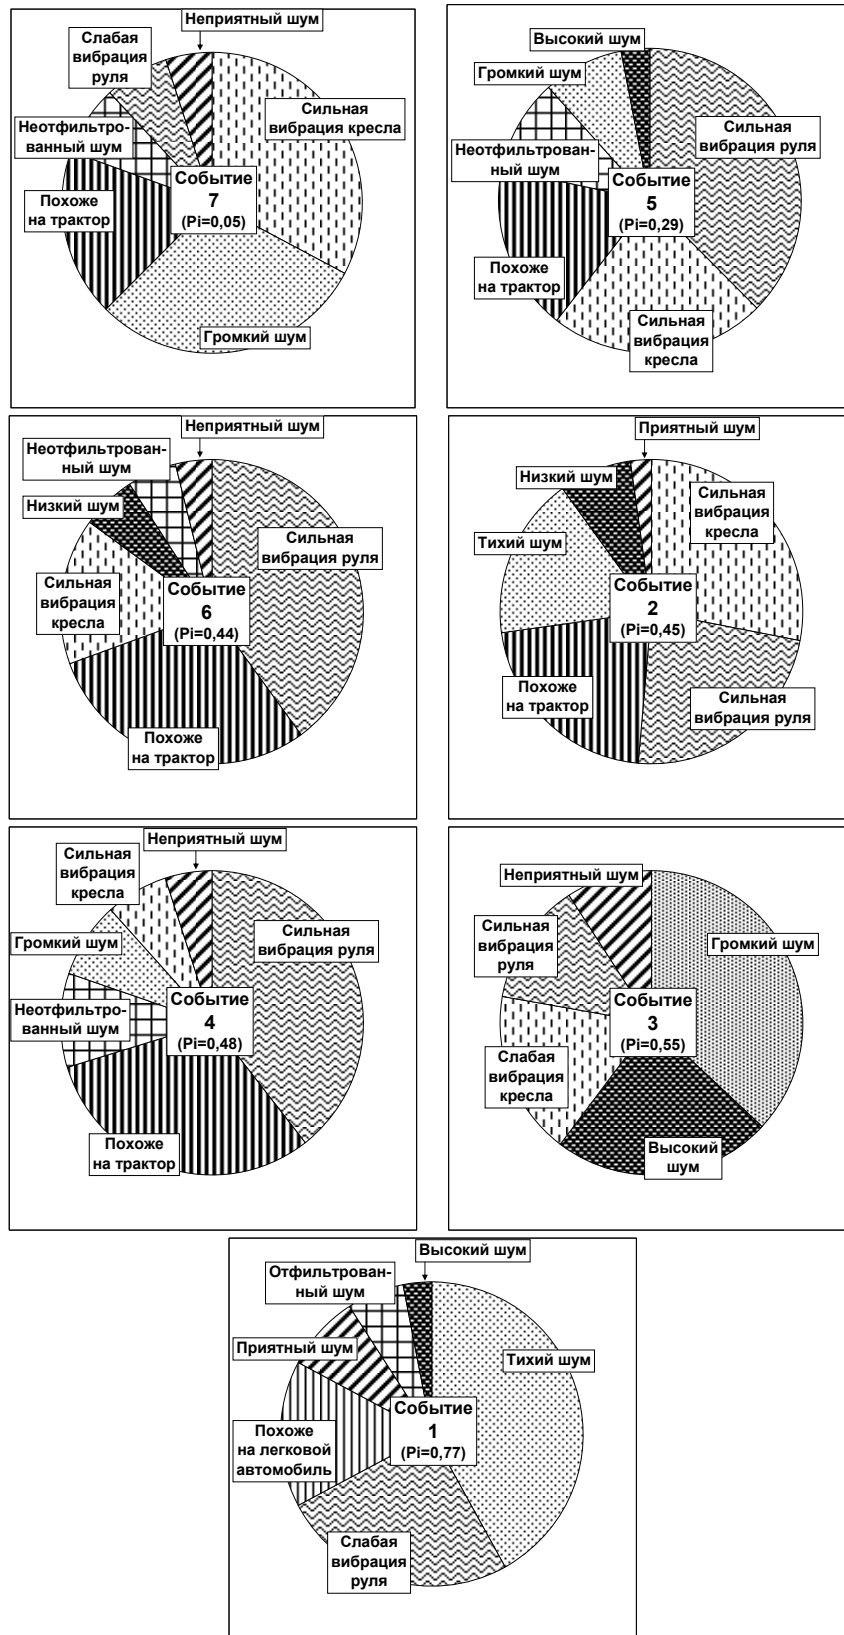 Неприятный шум
Слабая
вибрация
руля
Сильная
вибрация кресла
Неотфильтро-
ванный шум
Событие
7
(Pi=0,05)
Похоже
на трактор
Громкий шум
Высокий шум
Громкий шум
Сильная
вибрация руля
Неотфильтрован-
ный шум
Событие
5
(Pi=0,29)
Похоже
на трактор
Сильная
вибрация
кресла
Неприятный шум
Неотфильтрован-
ный шум
Низкий шум
Сильная
вибрация руля
Сильная
вибрация
кресла
Событие
6
(Pi=0,44)
Похоже
на трактор
Приятный шум
Низкий шум
Сильная
вибрация
кресла
Тихий шум
Событие
2
(Pi=0,45)
Похоже
на трактор
Сильная
вибрация руля
Неприятный шум
Сильная
вибрация
кресла
Сильная
вибрация руля
Громкий шум
Неотфильтро-
ванный шум
Событие
4
(Pi=0,48)
Похоже
на трактор
Неприятный шум
Громкий шум
Сильная
вибрация
руля
Событие
3
(Pi=0,55)
Слабая
вибрация
кресла
Высокий
шум
Высокий шум
Отфильтрован-
ный шум
Приятный шум
Тихий шум
Событие
1
(Pi=0,77)
Похоже
на легковой
автомобиль
Слабая
вибрация
руля